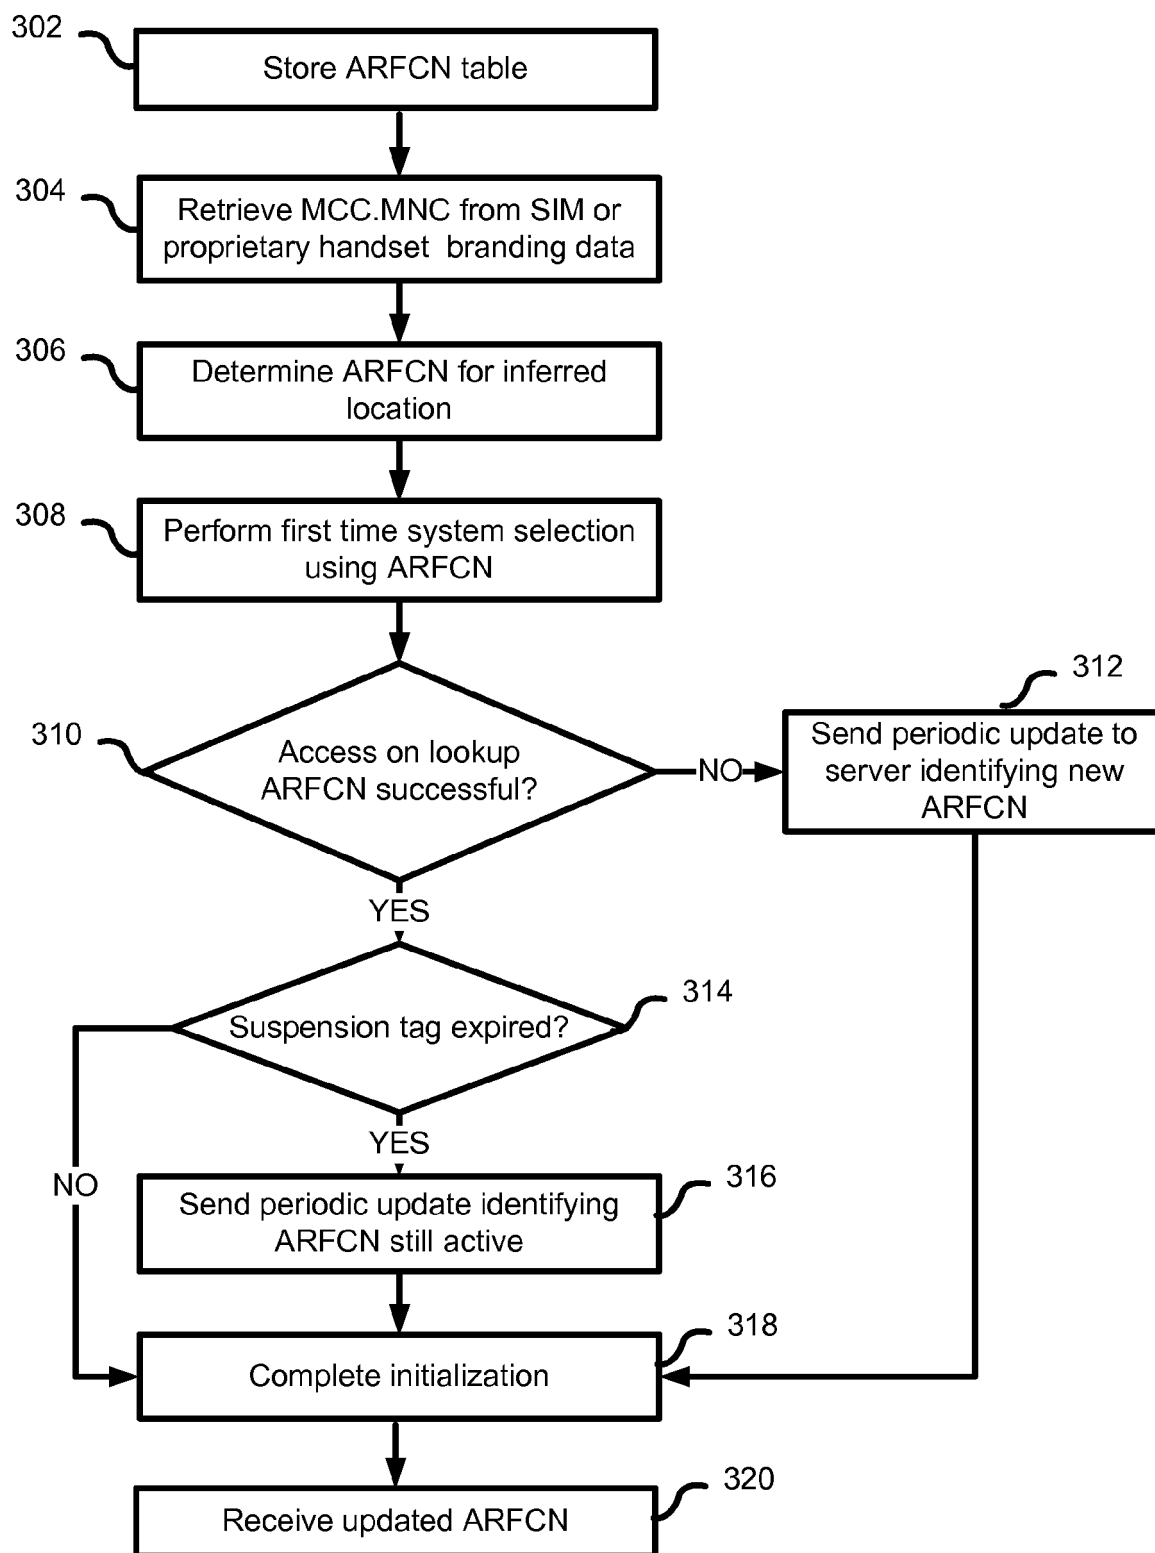 302
Store ARFCN table
304
Retrieve MCC.MNC from SIM or
proprietary handset branding data
306
Determine ARFCN for inferred
location
308
Perform first time system selection
using ARFCN
310
Access on lookup
ARFCN successful?
NO
312
Send periodic update to
server identifying new
ARFCN
YES
314
Suspension tag expired?
YES
NO
316
Send periodic update identifying
ARFCN still active
318
Complete initialization
320
Receive updated ARFCN